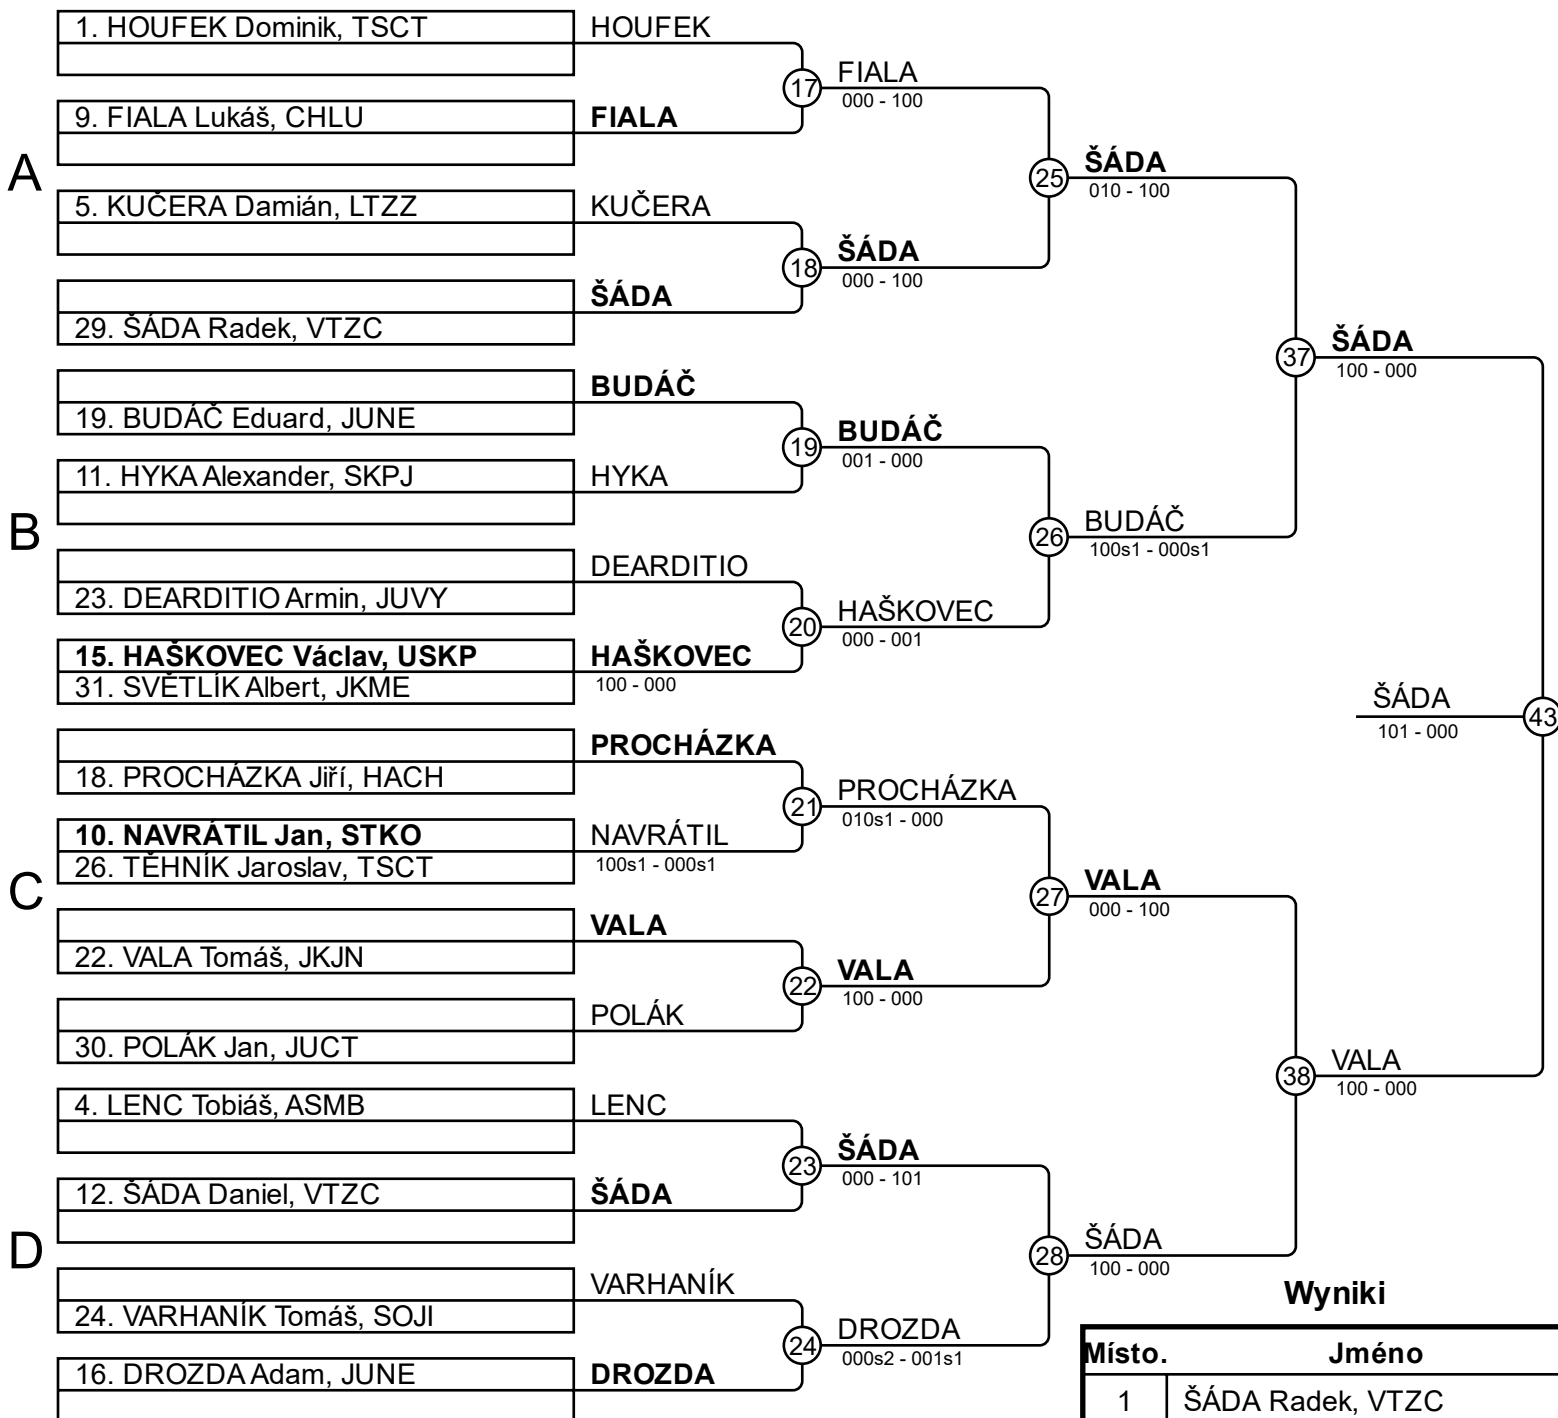 A
1. HOUFEK Dominik, TSCT
9. FIALA Lukáš, CHLU
5. KUČERA Damián, LTZZ
29. ŠÁDA Radek, VTZC
B
19. BUDÁČ Eduard, JUNE
11. HYKA Alexander, SKPJ
23. DEARDITIO Armin, JUVY
15. HAŠKOVEC Václav, USKP
31. SVĚTLÍK Albert, JKME
C
18. PROCHÁZKA Jiří, HACH
10. NAVRÁTIL Jan, STKO
26. TĚHNÍK Jaroslav, TSCT
22. VALA Tomáš, JKJN
30. POLÁK Jan, JUCT
D
4. LENC Tobiáš, ASMB
12. ŠÁDA Daniel, VTZC
24. VARHANÍK Tomáš, SOJI
16. DROZDA Adam, JUNE
HOUFEK
FIALA
KUČERA
ŠÁDA
BUDÁČ
HYKA
DEARDITIO
HAŠKOVEC
100 - 000
PROCHÁZKA
NAVRÁTIL
100s1 - 000s1
VALA
POLÁK
LENC
ŠÁDA
VARHANÍK
DROZDA
17
FIALA
000 - 100
18
ŠÁDA
000 - 100
19
BUDÁČ
001 - 000
20
HAŠKOVEC
000 - 001
21
PROCHÁZKA
010s1 - 000
22
VALA
100 - 000
23
ŠÁDA
000 - 101
24
DROZDA
000s2 - 001s1
25
ŠÁDA
010 - 100
26
BUDÁČ
100s1 - 000s1
27
VALA
000 - 100
28
ŠÁDA
100 - 000
37
ŠÁDA
100 - 000
38
VALA
100 - 000
ŠÁDA
43
101 - 000
Wyniki
Místo. Jméno
1 ŠÁDA Radek, VTZC